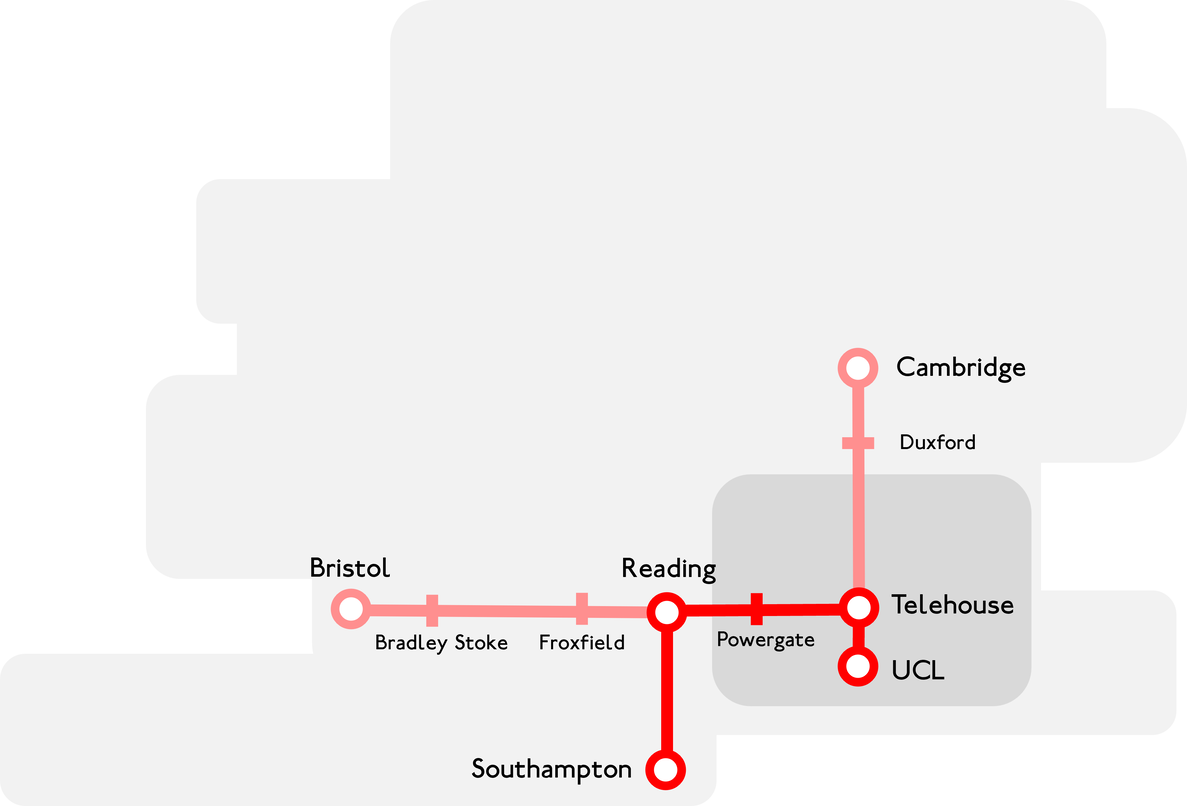 Cambridge
Duxford
Bristol
Reading
Telehouse
Bradley Stoke
Froxfield
Powergate
UCL
Southampton